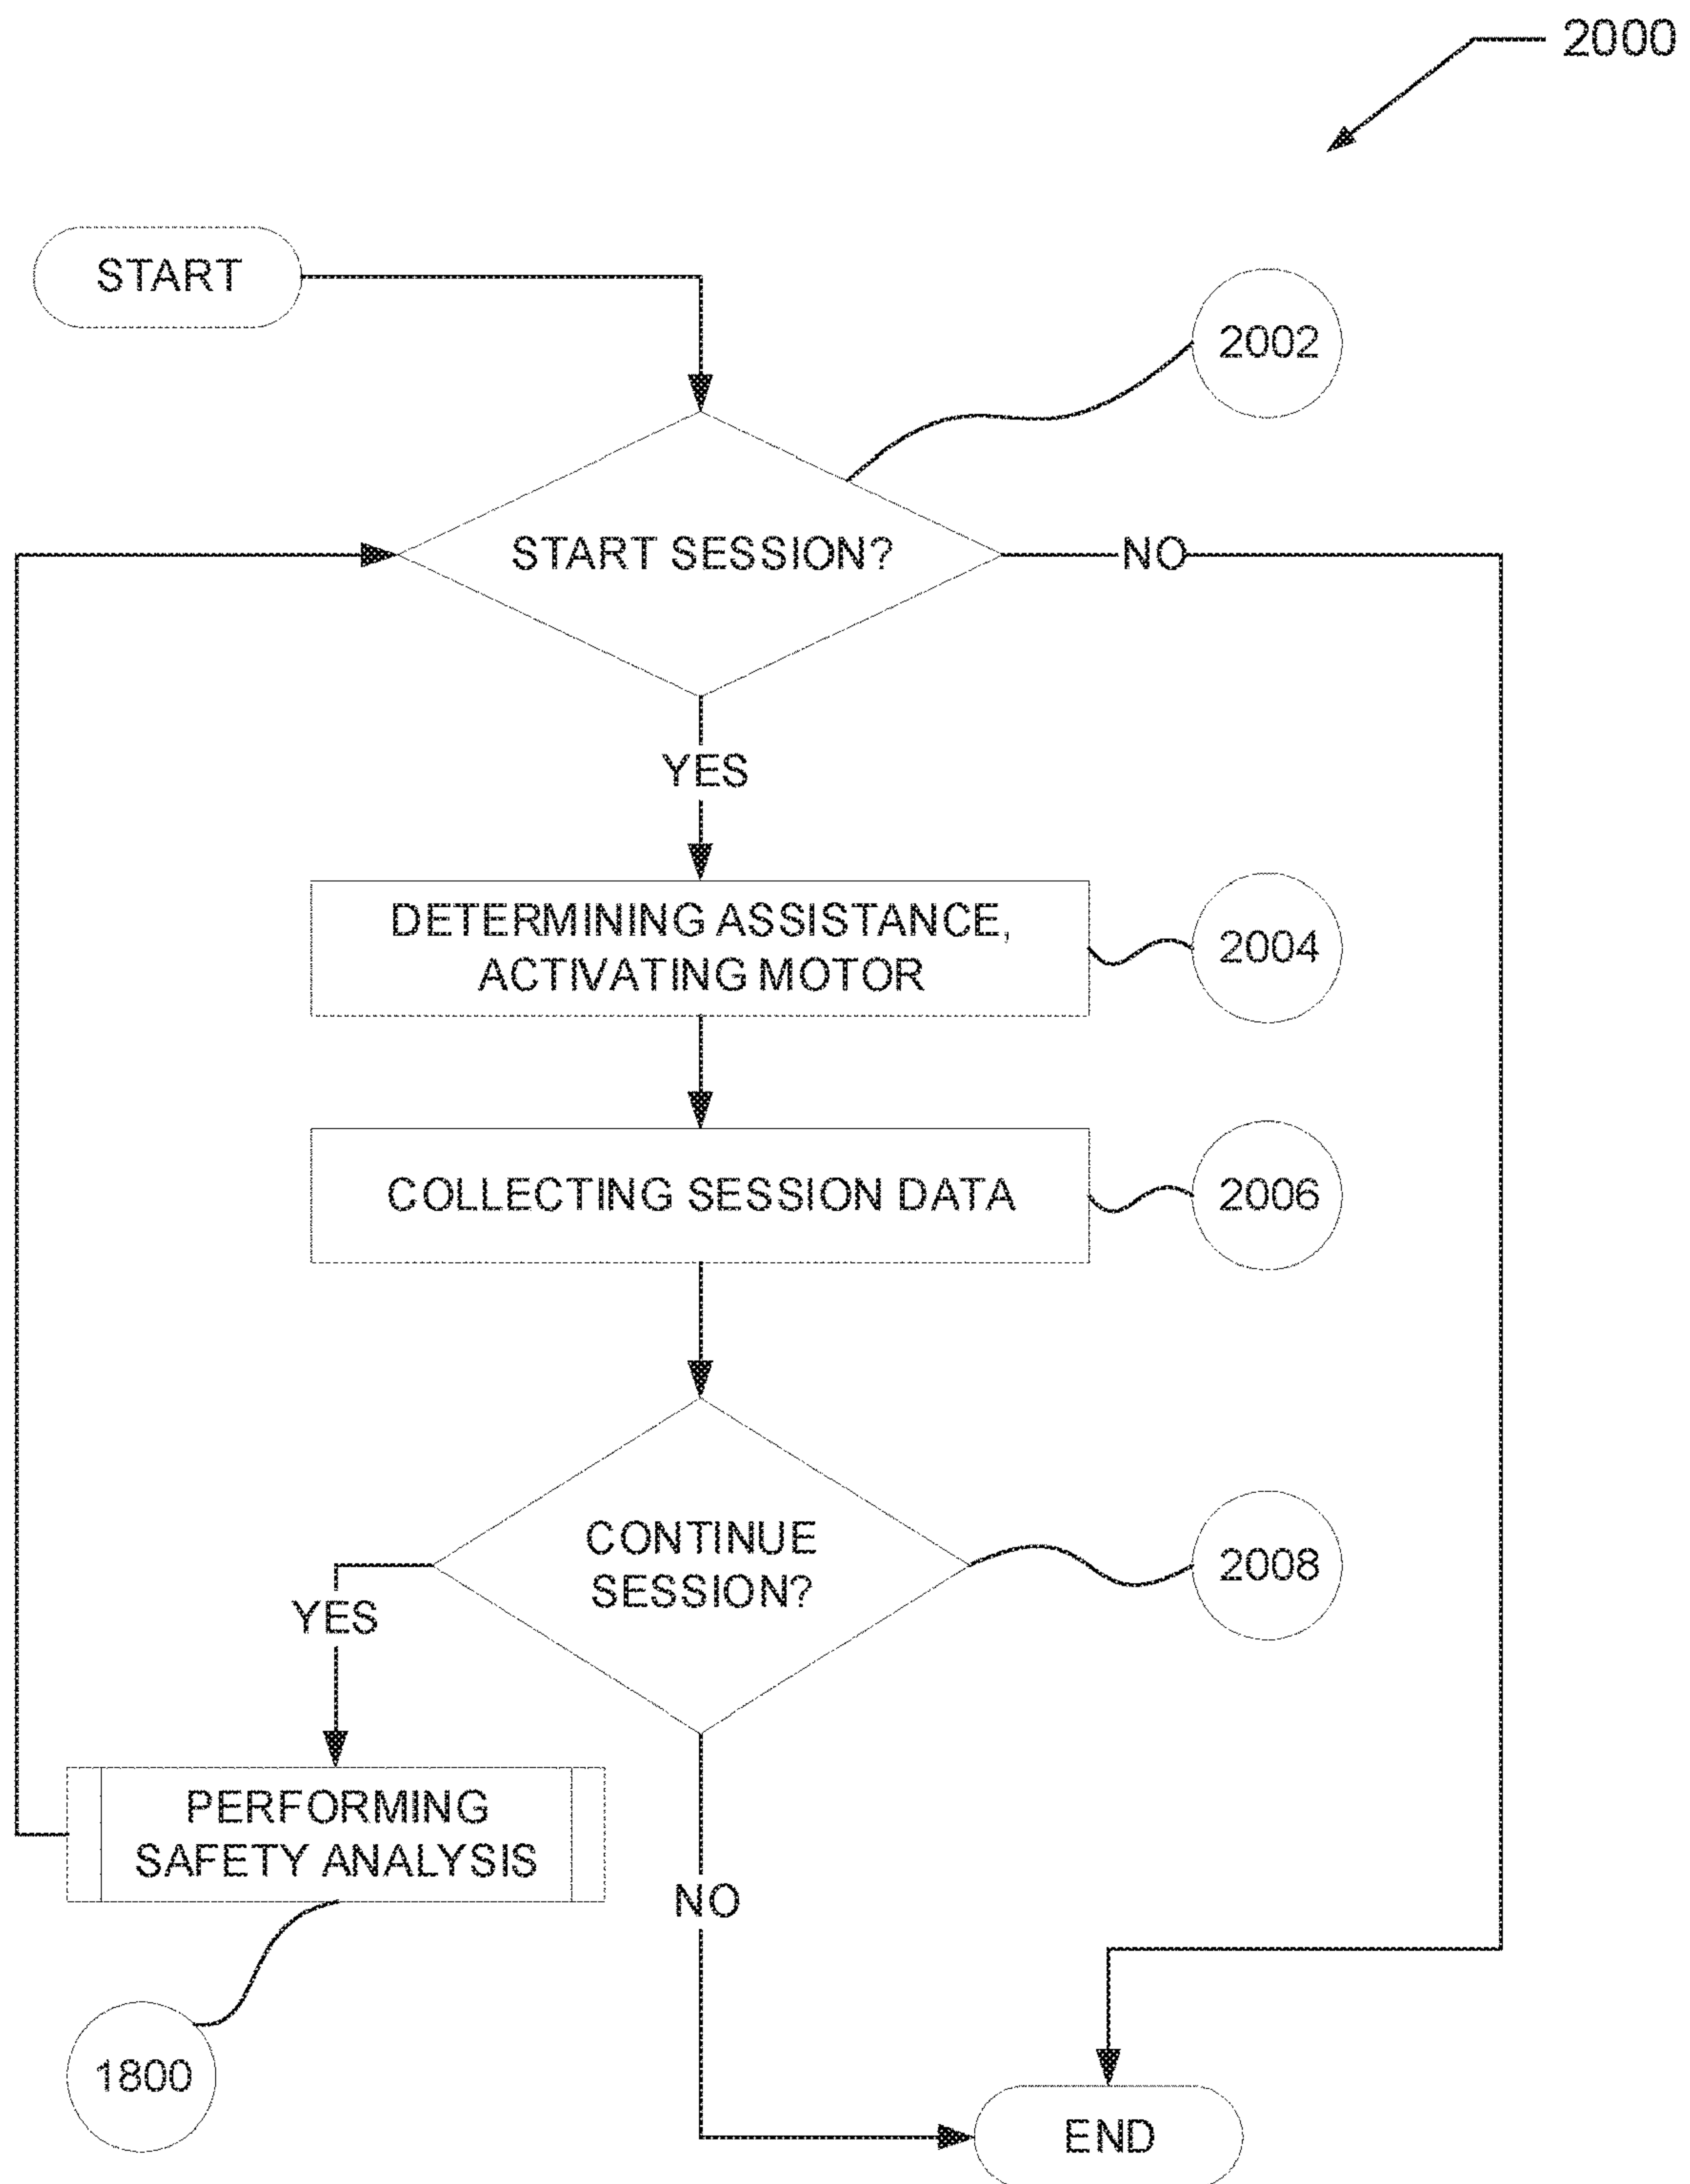 2000
START
2002
START SESSION?
NO
YES
DETERMINING ASSISTANCE,
ACTIVATING MOTOR
2004
COLLECTING SESSION DATA
2006
CONTINUE
SESSION?
2008
YES
PERFORMING
SAFETY ANALYSIS
NO
1800
END